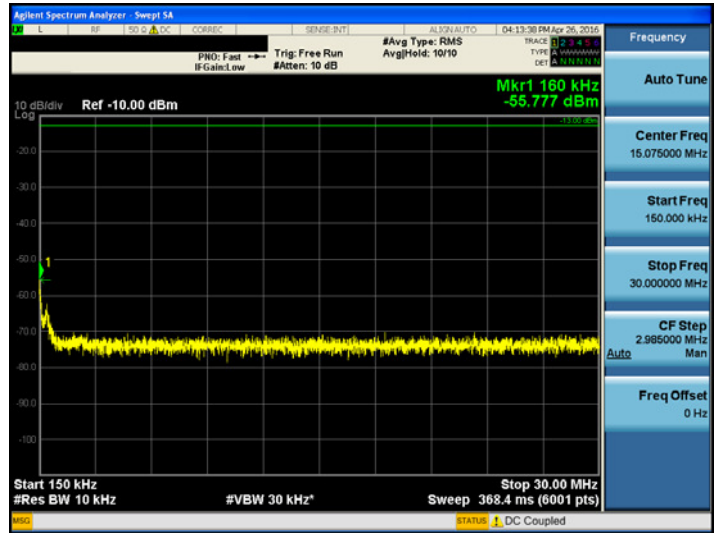 Agilent Spectrum Analyzer - Swept SA
L RF 50 Ω DC CORREC SENSE:INT ALIGNAUTO 04:13:38 PM Apr 26, 2016
PNO: Fast IFGain:Low
Trig: Free Run #Atten: 10 dB
#Avg Type: RMS Avg|Hold: 10/10
TRACE 1 2 3 4 5 6
TYPE A WWWWW
DET A N N N N N
Frequency
Mkr1 160 kHz
-55.777 dBm
10 dB/div Ref -10.00 dBm
Log
-13.00 dBm
-20.0
-30.0
-40.0
-50.0
1
-60.0
-70.0
-80.0
-90.0
-100
Start 150 kHz Stop 30.00 MHz
#Res BW 10 kHz #VBW 30 kHz* Sweep 368.4 ms (6001 pts)
Auto Tune
Center Freq
15.075000 MHz
Start Freq
150.000 kHz
Stop Freq
30.000000 MHz
CF Step
2.985000 MHz
Auto Man
Freq Offset
0 Hz
MSG STATUS DC Coupled